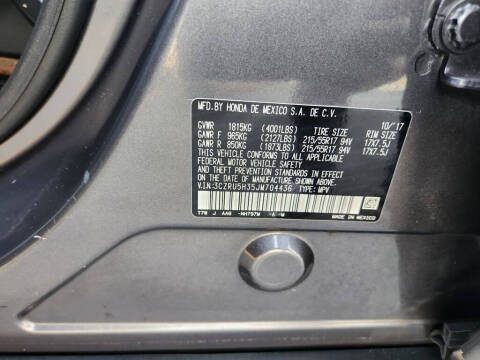 MFD.BY HONDA DE MEXICO S.A. DE C.V.
10/17
GVWR 1815KG (4001LBS) TIRE SIZE RIM SIZE
GAWR F 965KG (2127LBS) 215/55R17 94V 17X7.5J
GAWR R 850KG (1873LBS) 215/55R17 94V 17X7.5J
THIS VEHICLE CONFORMS TO ALL APPLICABLE
FEDERAL MOTOR VEHICLE SAFETY
AND THEFT PREVENTION STANDARDS IN EFFECT
ON THE DATE OF MANUFACTURE SHOWN ABOVE.
V.I.N:3CZRU5H35JM704436 TYPE: MPV
T7W J AAG -NH797M -A -W
MADE
IN MEXICO